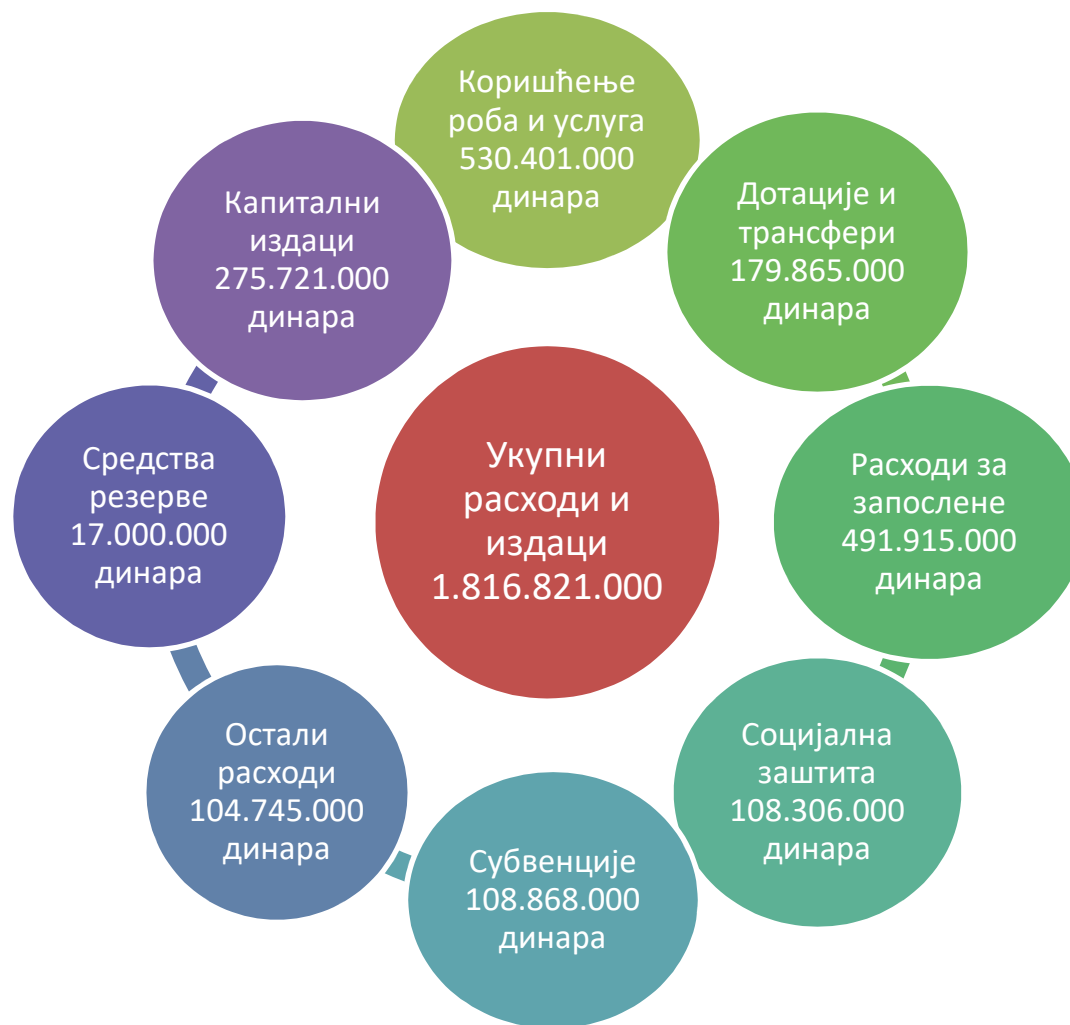 Коришћење
роба и услуга
530.401.000
динара
Дотације и
трансфери
179.865.000
динара
Расходи за
запослене
491.915.000
динара
Социјална
заштита
108.306.000
динара
Субвенције
108.868.000
динара
Остали
расходи
104.745.000
динара
Средства
резерве
17.000.000
динара
Капитални
издаци
275.721.000
динара
Укупни
расходи и
издаци
1.816.821.000